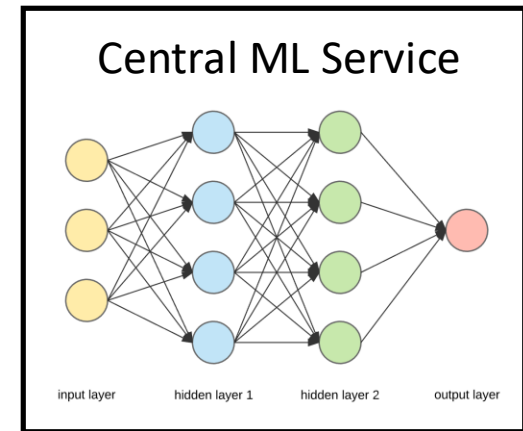 Central ML Service
input layer hidden layer 1 hidden layer 2 output layer